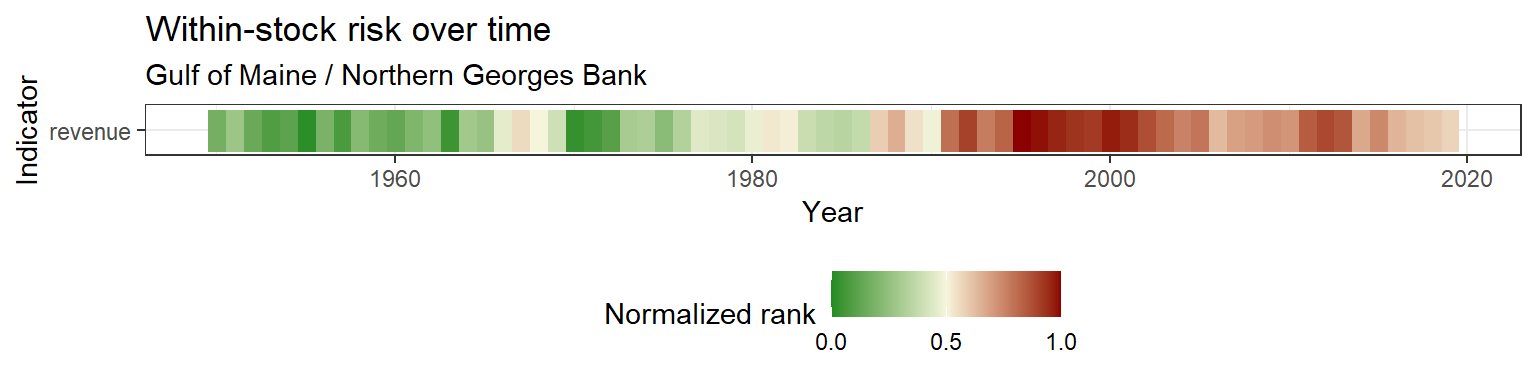 Within-stock risk over time
Gulf of Maine / Northern Georges Bank
Indicator
revenue
1960 1980 2000 2020
Year
Normalized rank
0.0 0.5 1.0